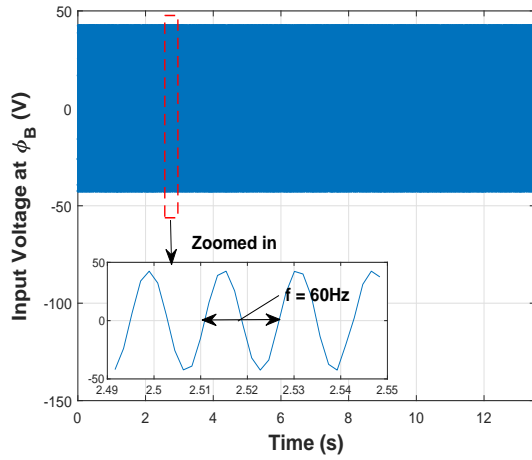 Input Voltage at ϕB (V)
50
0
-50
-100
-150
Zoomed in
50
0
-50
f = 60Hz
2.49 2.5 2.51 2.52 2.53 2.54 2.55
0 2 4 6 8 10 12
Time (s)